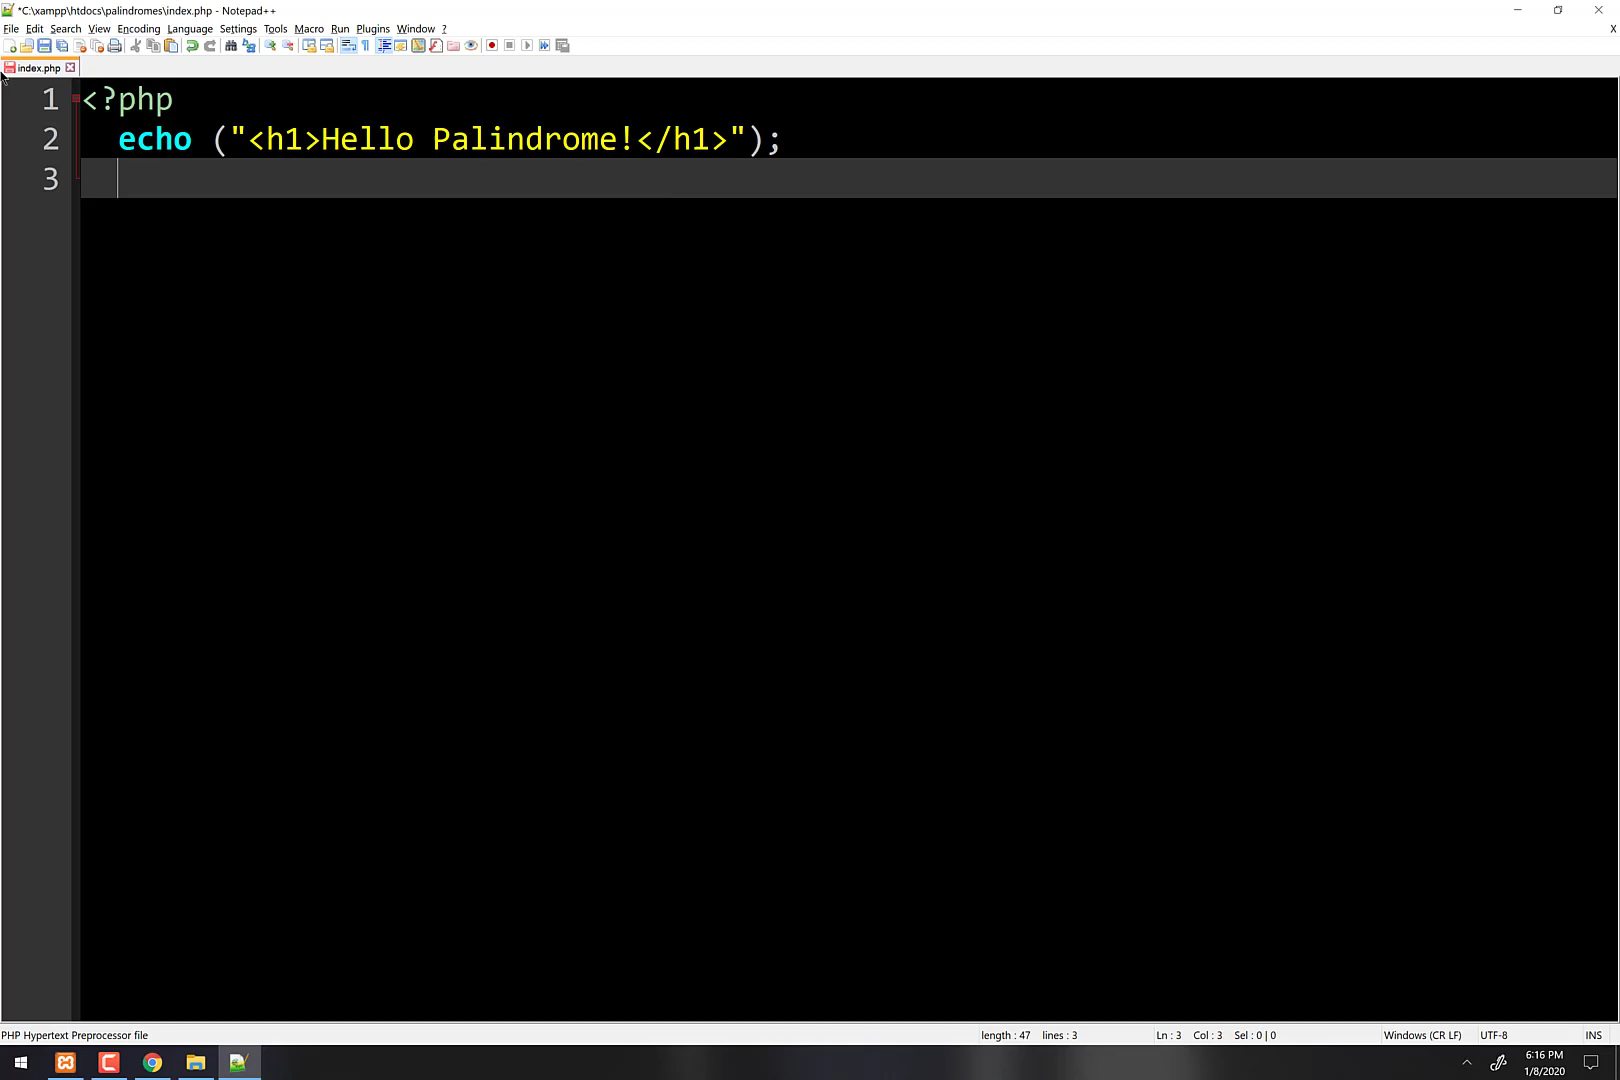 *C:\xampp\htdocs\palindromes\index.php - Notepad++
File Edit Search View Encoding Language Settings Tools Macro Run Plugins Window ? X
index.php
1 <?php
2 echo ("<h1>Hello Palindrome!</h1>");
3
PHP Hypertext Preprocessor file length : 47 lines : 3 Ln : 3 Col : 3 Sel : 0 | 0 Windows (CR LF) UTF-8 INS
6:16 PM
1/8/2020